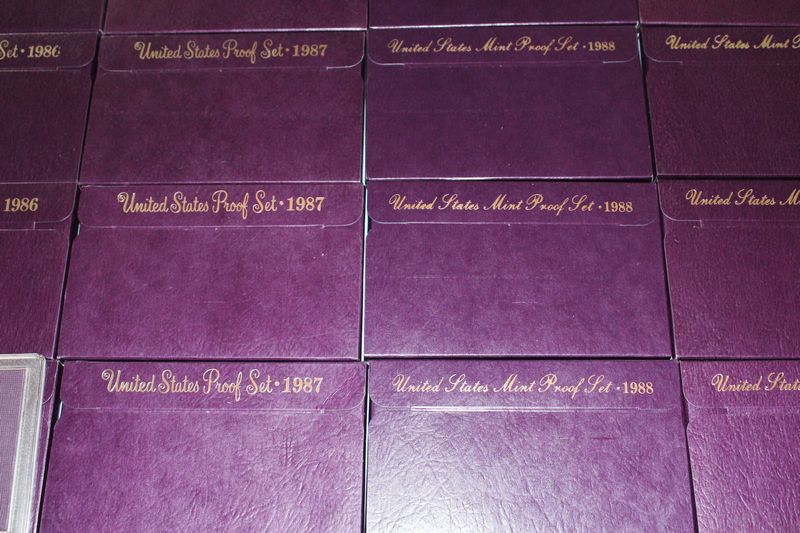 Set · 1986
United States Proof Set · 1987
United States Mint Proof Set · 1988
United States Mint
1986
United States Proof Set · 1987
United States Mint Proof Set · 1988
United States
United States Proof Set · 1987
United States Mint Proof Set · 1988
United States